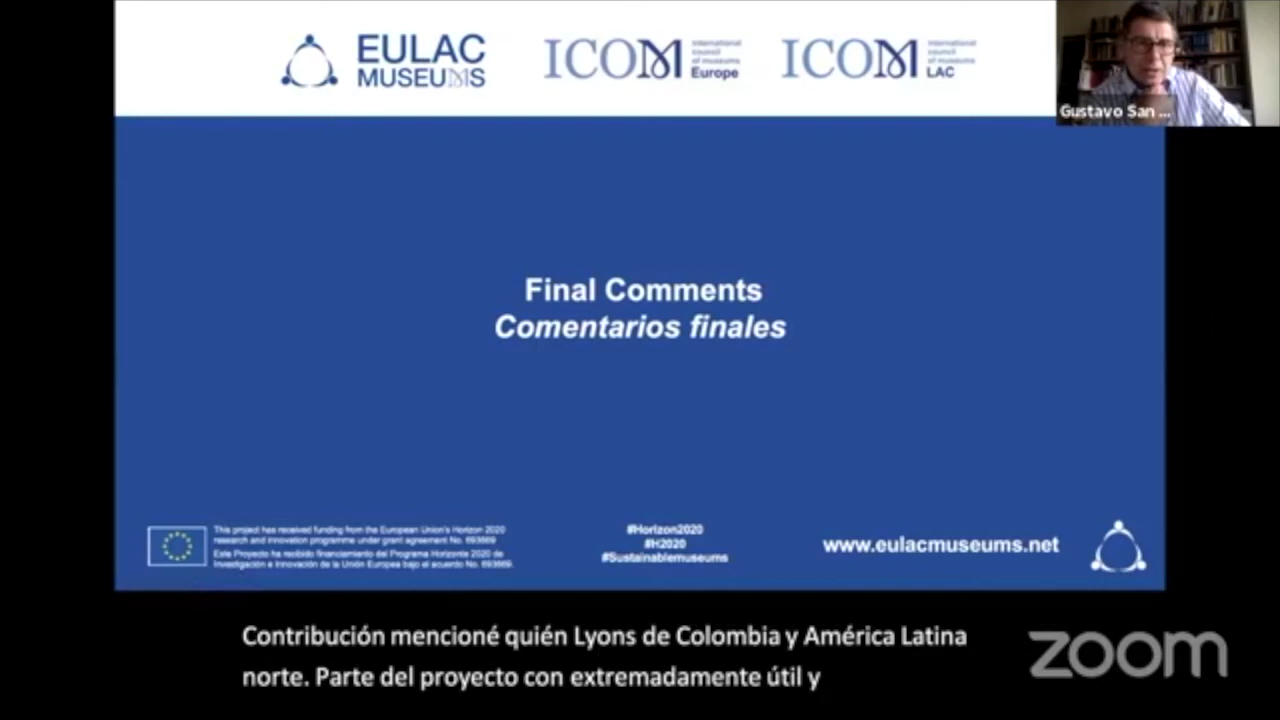 EULAC
MUSEUMS
ICOM
international
council
of museums
Europe
ICOM
international
council
of museums
LAC
Gustavo San ...
Final Comments
Comentarios finales
This project has received funding from the European Union's Horizon 2020
research and innovation programme under grant agreement No. 693669
Este Proyecto ha recibido financiamiento del Programa Horizonte 2020 de
Investigación e Innovación de la Unión Europea bajo el acuerdo No. 693669.
#Horizon2020
#H2020
#Sustainablemuseums
www.eulacmuseums.net
Contribución mencioné quién Lyons de Colombia y América Latina
norte. Parte del proyecto con extremadamente útil y
zoom